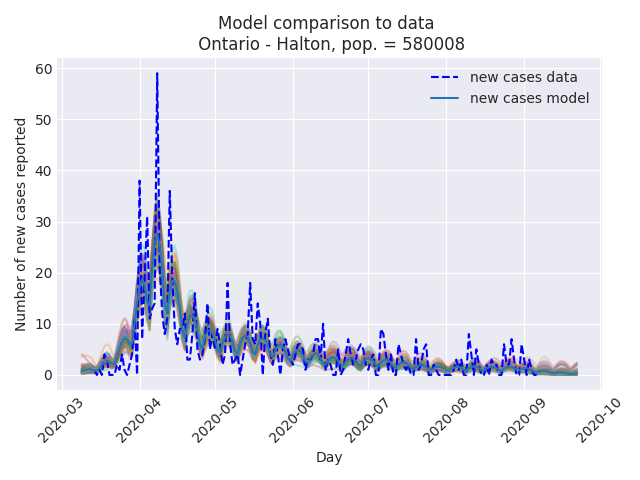 Model comparison to data
Ontario - Halton, pop. = 580008
new cases data
new cases model
Number of new cases reported
60
50
40
30
20
10
0
2020-03
2020-04
2020-05
2020-06
2020-07
2020-08
2020-09
2020-10
Day